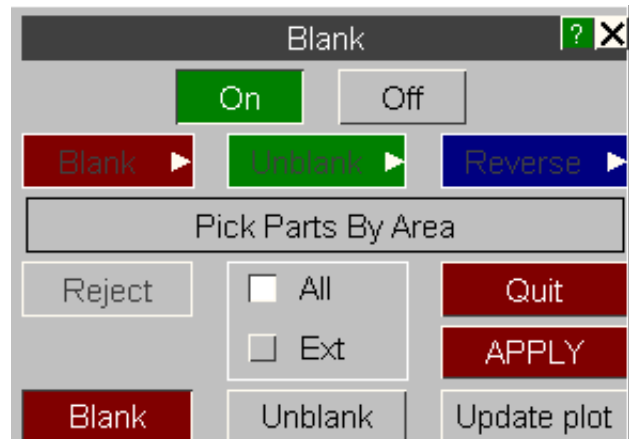 Blank ?
On Off
Blank Unblank Reverse
Pick Parts By Area
Reject All Quit
Ext APPLY
Blank Unblank Update plot